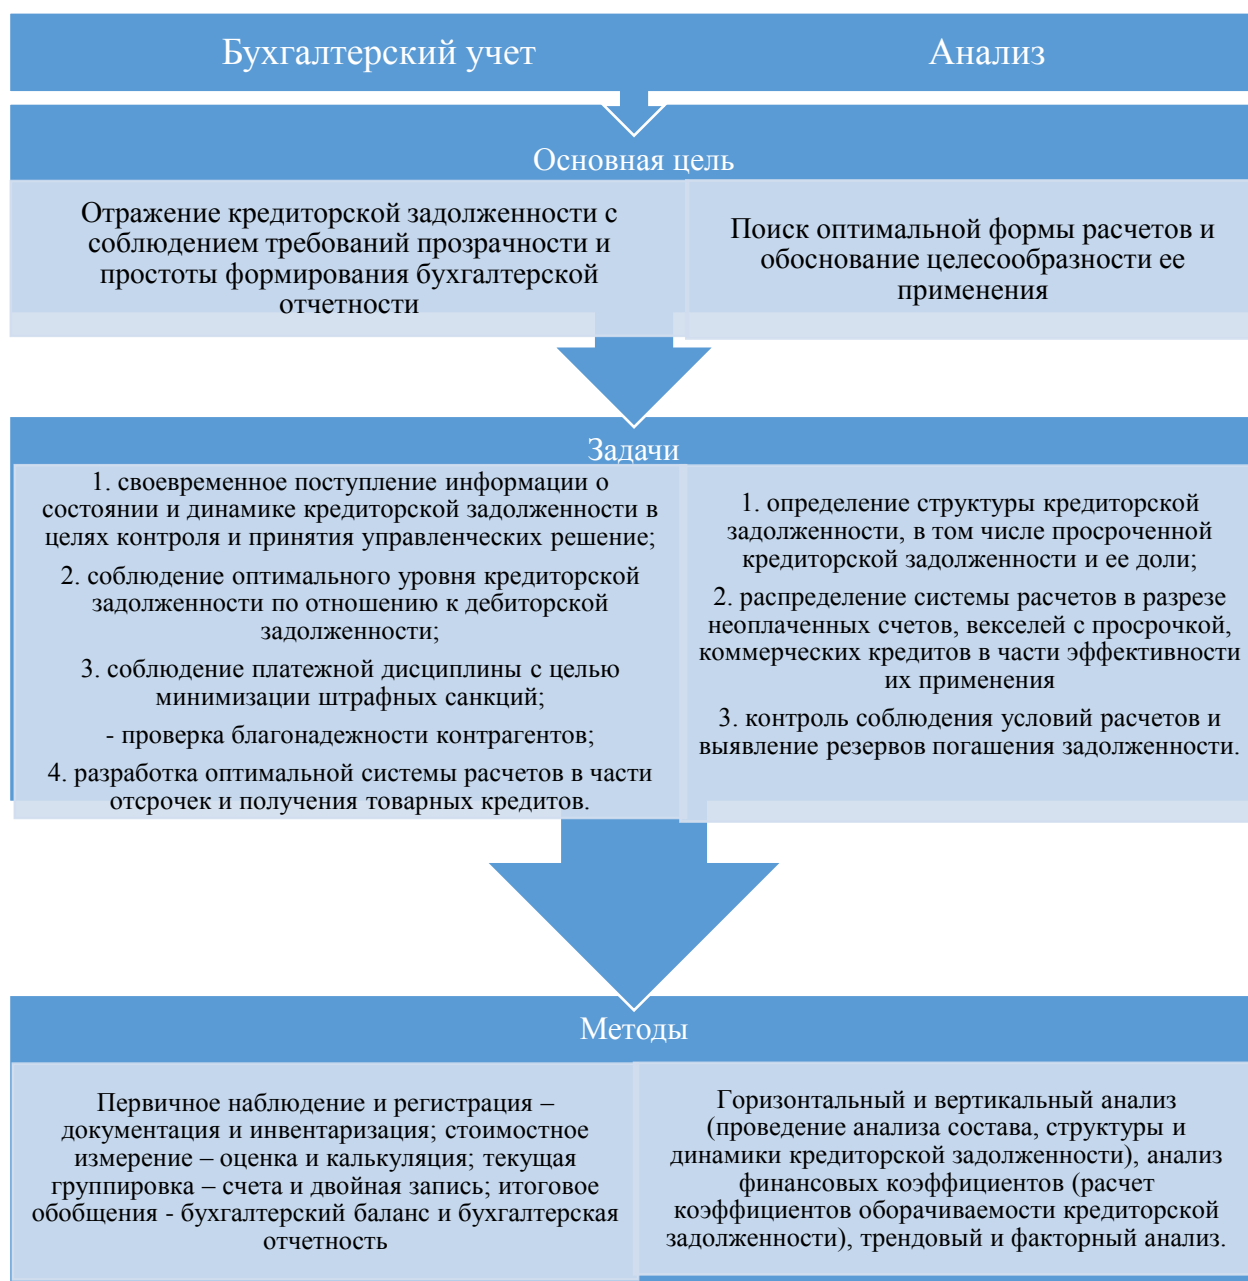 Бухгалтерский учет
Анализ
Основная цель
Отражение кредиторской задолженности с
соблюдением требований прозрачности и
простоты формирования бухгалтерской
отчетности
Поиск оптимальной формы расчетов и
обоснование целесообразности ее
применения
Задачи
1. своевременное поступление информации о
состоянии и динамике кредиторской задолженности в
целях контроля и принятия управленческих решение;
2. соблюдение оптимального уровня кредиторской
задолженности по отношению к дебиторской
задолженности;
3. соблюдение платежной дисциплины с целью
минимизации штрафных санкций;
- проверка благонадежности контрагентов;
4. разработка оптимальной системы расчетов в части
отсрочек и получения товарных кредитов.
1. определение структуры кредиторской
задолженности, в том числе просроченной
кредиторской задолженности и ее доли;
2. распределение системы расчетов в разрезе
неоплаченных счетов, векселей с просрочкой,
коммерческих кредитов в части эффективности
их применения
3. контроль соблюдения условий расчетов и
выявление резервов погашения задолженности.
Методы
Первичное наблюдение и регистрация –
документация и инвентаризация; стоимостное
измерение – оценка и калькуляция; текущая
группировка – счета и двойная запись; итоговое
обобщения - бухгалтерский баланс и бухгалтерская
отчетность
Горизонтальный и вертикальный анализ
(проведение анализа состава, структуры и
динамики кредиторской задолженности), анализ
финансовых коэффициентов (расчет
коэффициентов оборачиваемости кредиторской
задолженности), трендовый и факторный анализ.